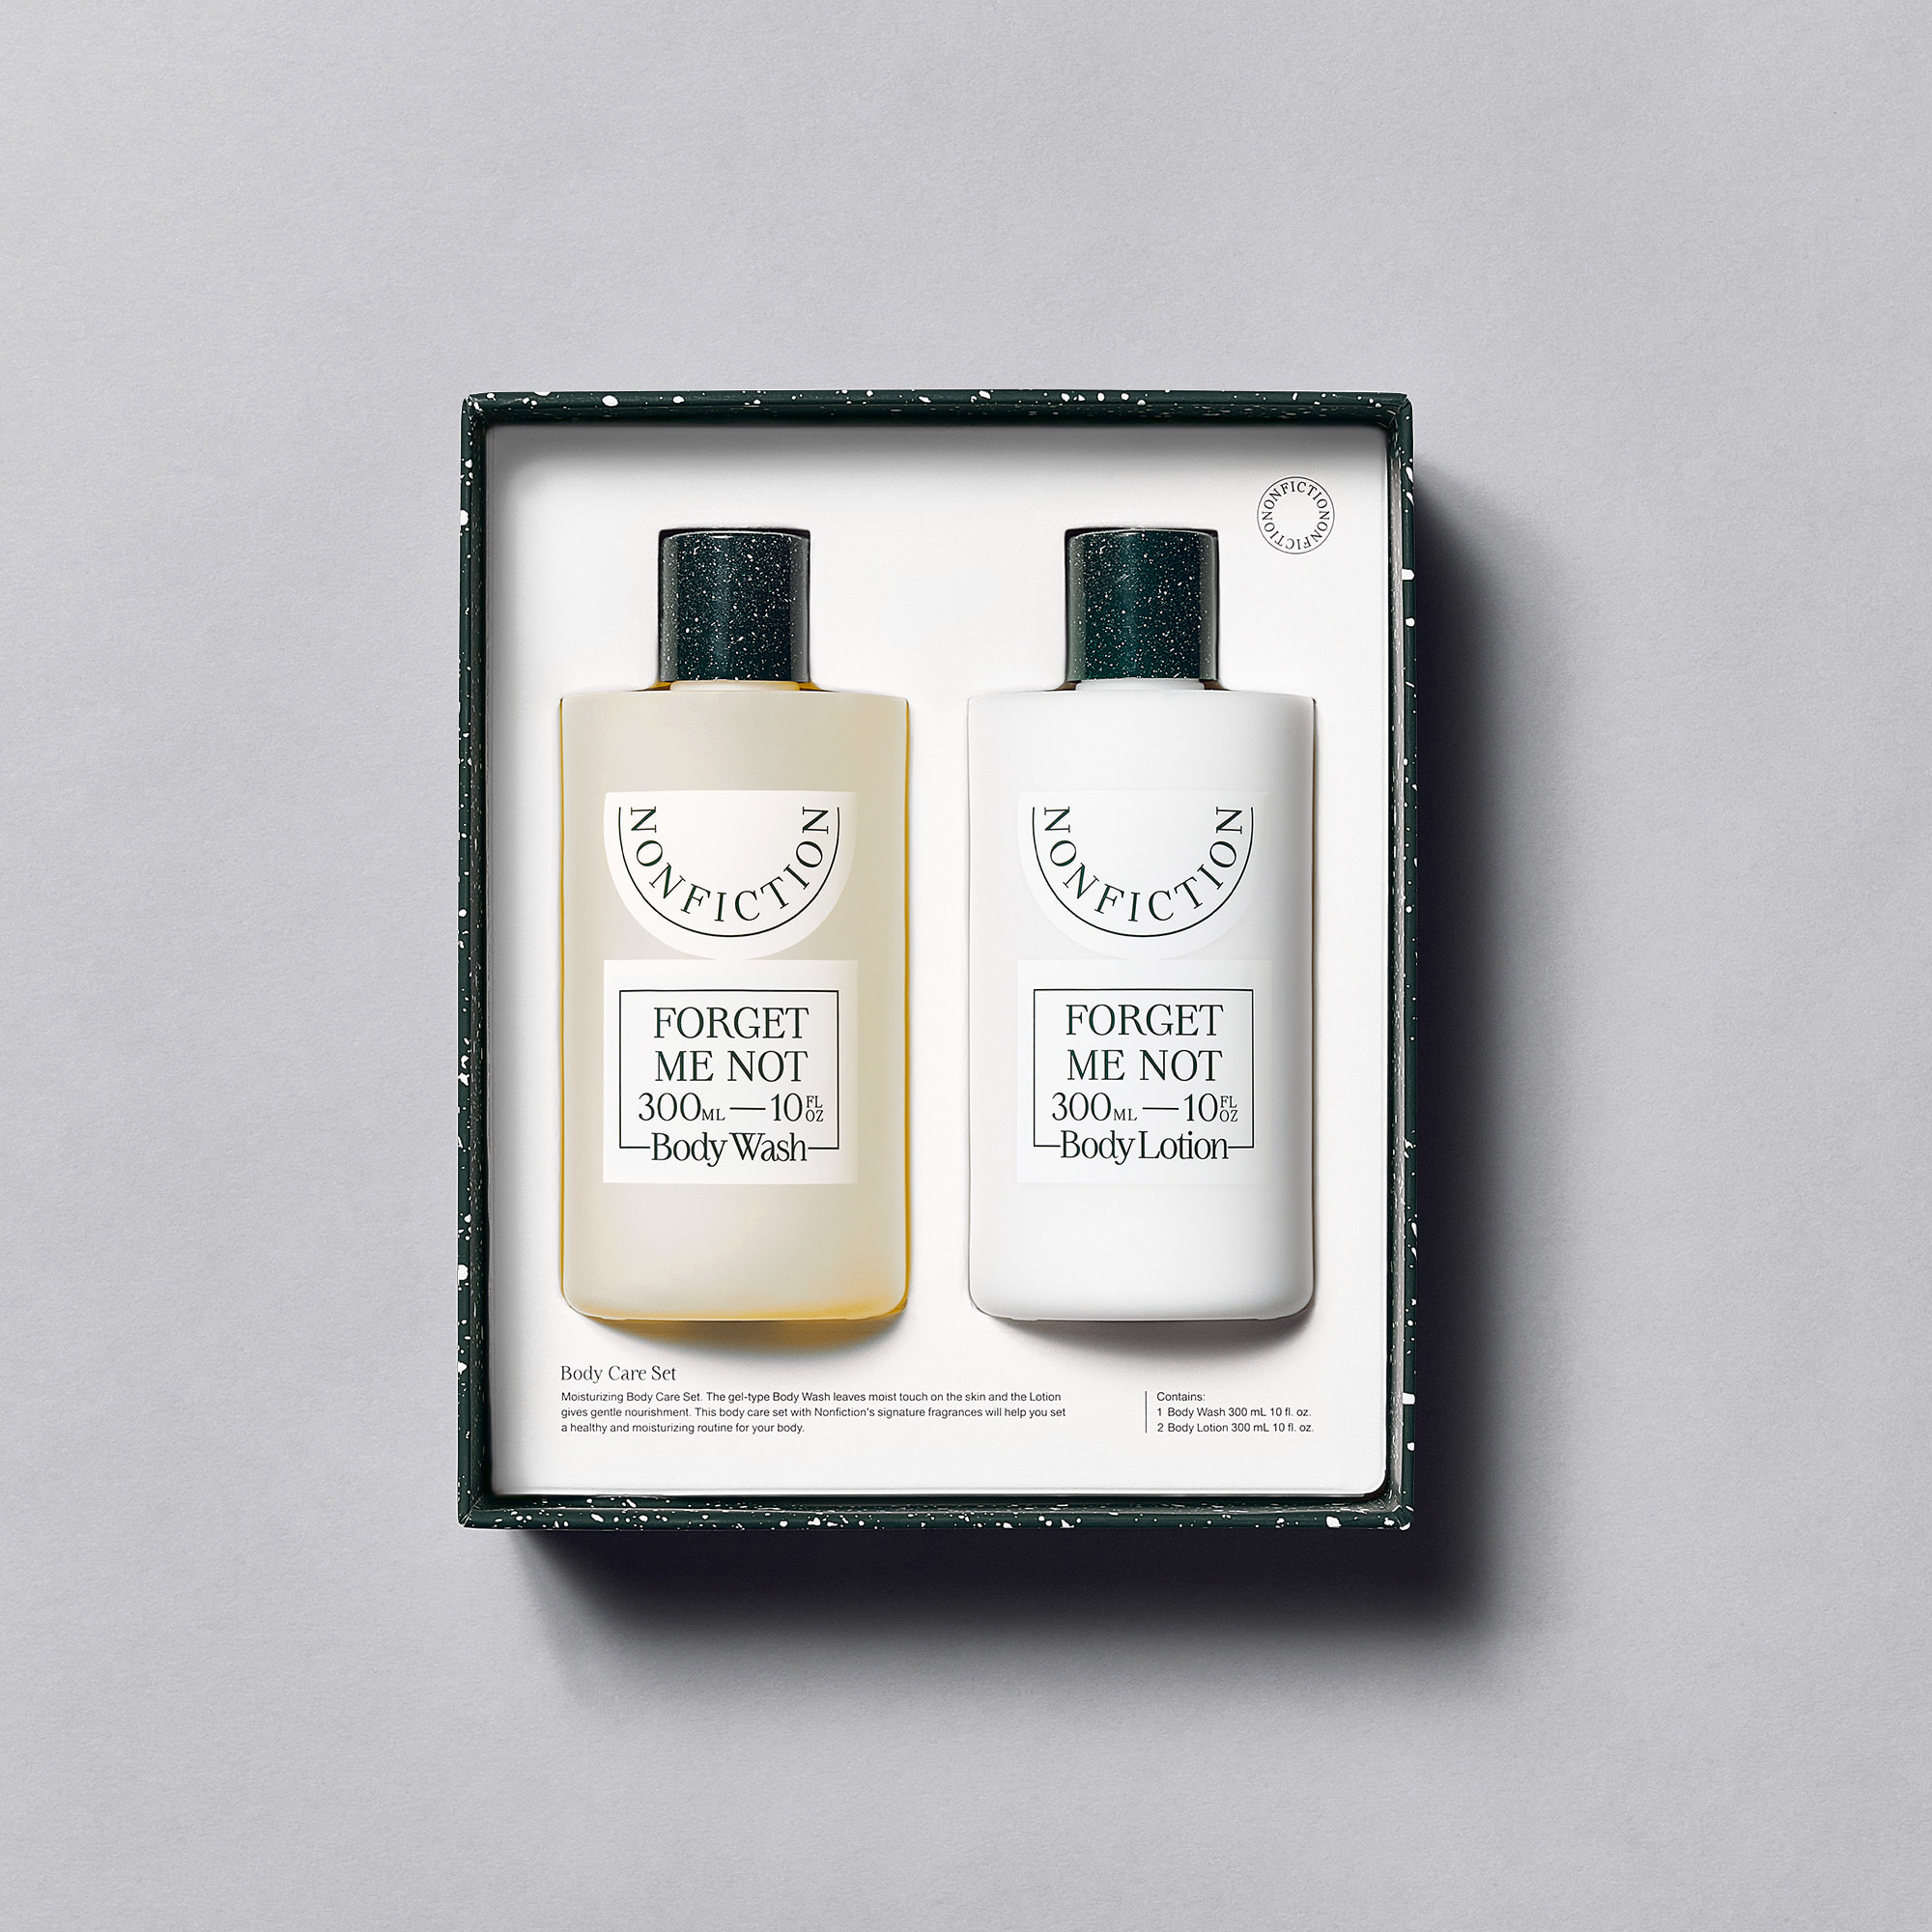 NONFICTIONONFICTIONONFICTION
NONFICTION
FORGET
ME NOT
300ML—10FL OZ
Body Wash
NONFICTION
FORGET
ME NOT
300ML—10FL OZ
Body Lotion
Body Care Set
Moisturizing Body Care Set. The gel-type Body Wash leaves moist touch on the skin and the Lotion
gives gentle nourishment. This body care set with Nonfiction's signature fragrances will help you set
a healthy and moisturizing routine for your body.
Contains:
1 Body Wash 300 mL 10 fl. oz.
2 Body Lotion 300 mL 10 fl. oz.